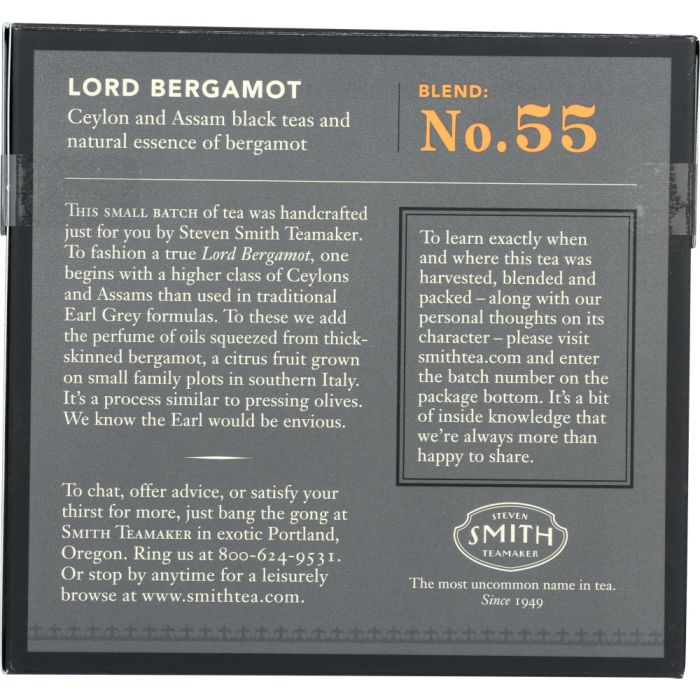 LORD BERGAMOT
Ceylon and Assam black teas and
natural essence of bergamot
BLEND:
No.55
THIS SMALL BATCH of tea was handcrafted
just for you by Steven Smith Teamaker.
To fashion a true Lord Bergamot, one
begins with a higher class of Ceylons
and Assams than used in traditional
Earl Grey formulas. To these we add
the perfume of oils squeezed from thick-
skinned bergamot, a citrus fruit grown
on small family plots in southern Italy.
It's a process similar to pressing olives.
We know the Earl would be envious.
To chat, offer advice, or satisfy your
thirst for more, just bang the gong at
SMITH TEAMAKER in exotic Portland,
Oregon. Ring us at 800-624-9531.
Or stop by anytime for a leisurely
browse at www.smithtea.com.
To learn exactly when
and where this tea was
harvested, blended and
packed – along with our
personal thoughts on its
character – please visit
smithtea.com and enter
the batch number on the
package bottom. It's a bit
of inside knowledge that
we're always more than
happy to share.
STEVEN
SMITH
TEAMAKER
The most uncommon name in tea.
Since 1949